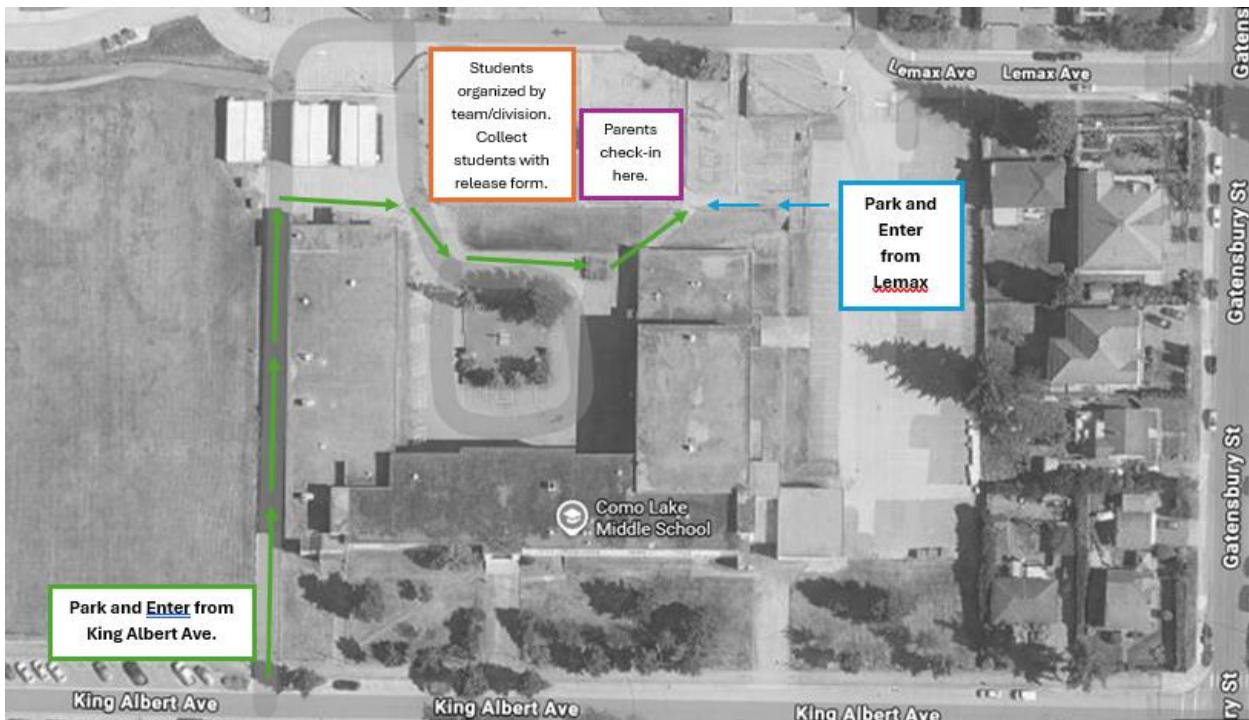 Gatens
Lemax Ave
Lemax Ave
Students
organized by
team/division.
Collect
students with
release form.
Parents
check-in
here.
Park and
Enter
from
Lemax
Gatensbury St
Gatensbury St
Como Lake
Middle School
Park and Enter from
King Albert Ave.
King Albert Ave
King Albert Ave
King Albert Ave
ry St